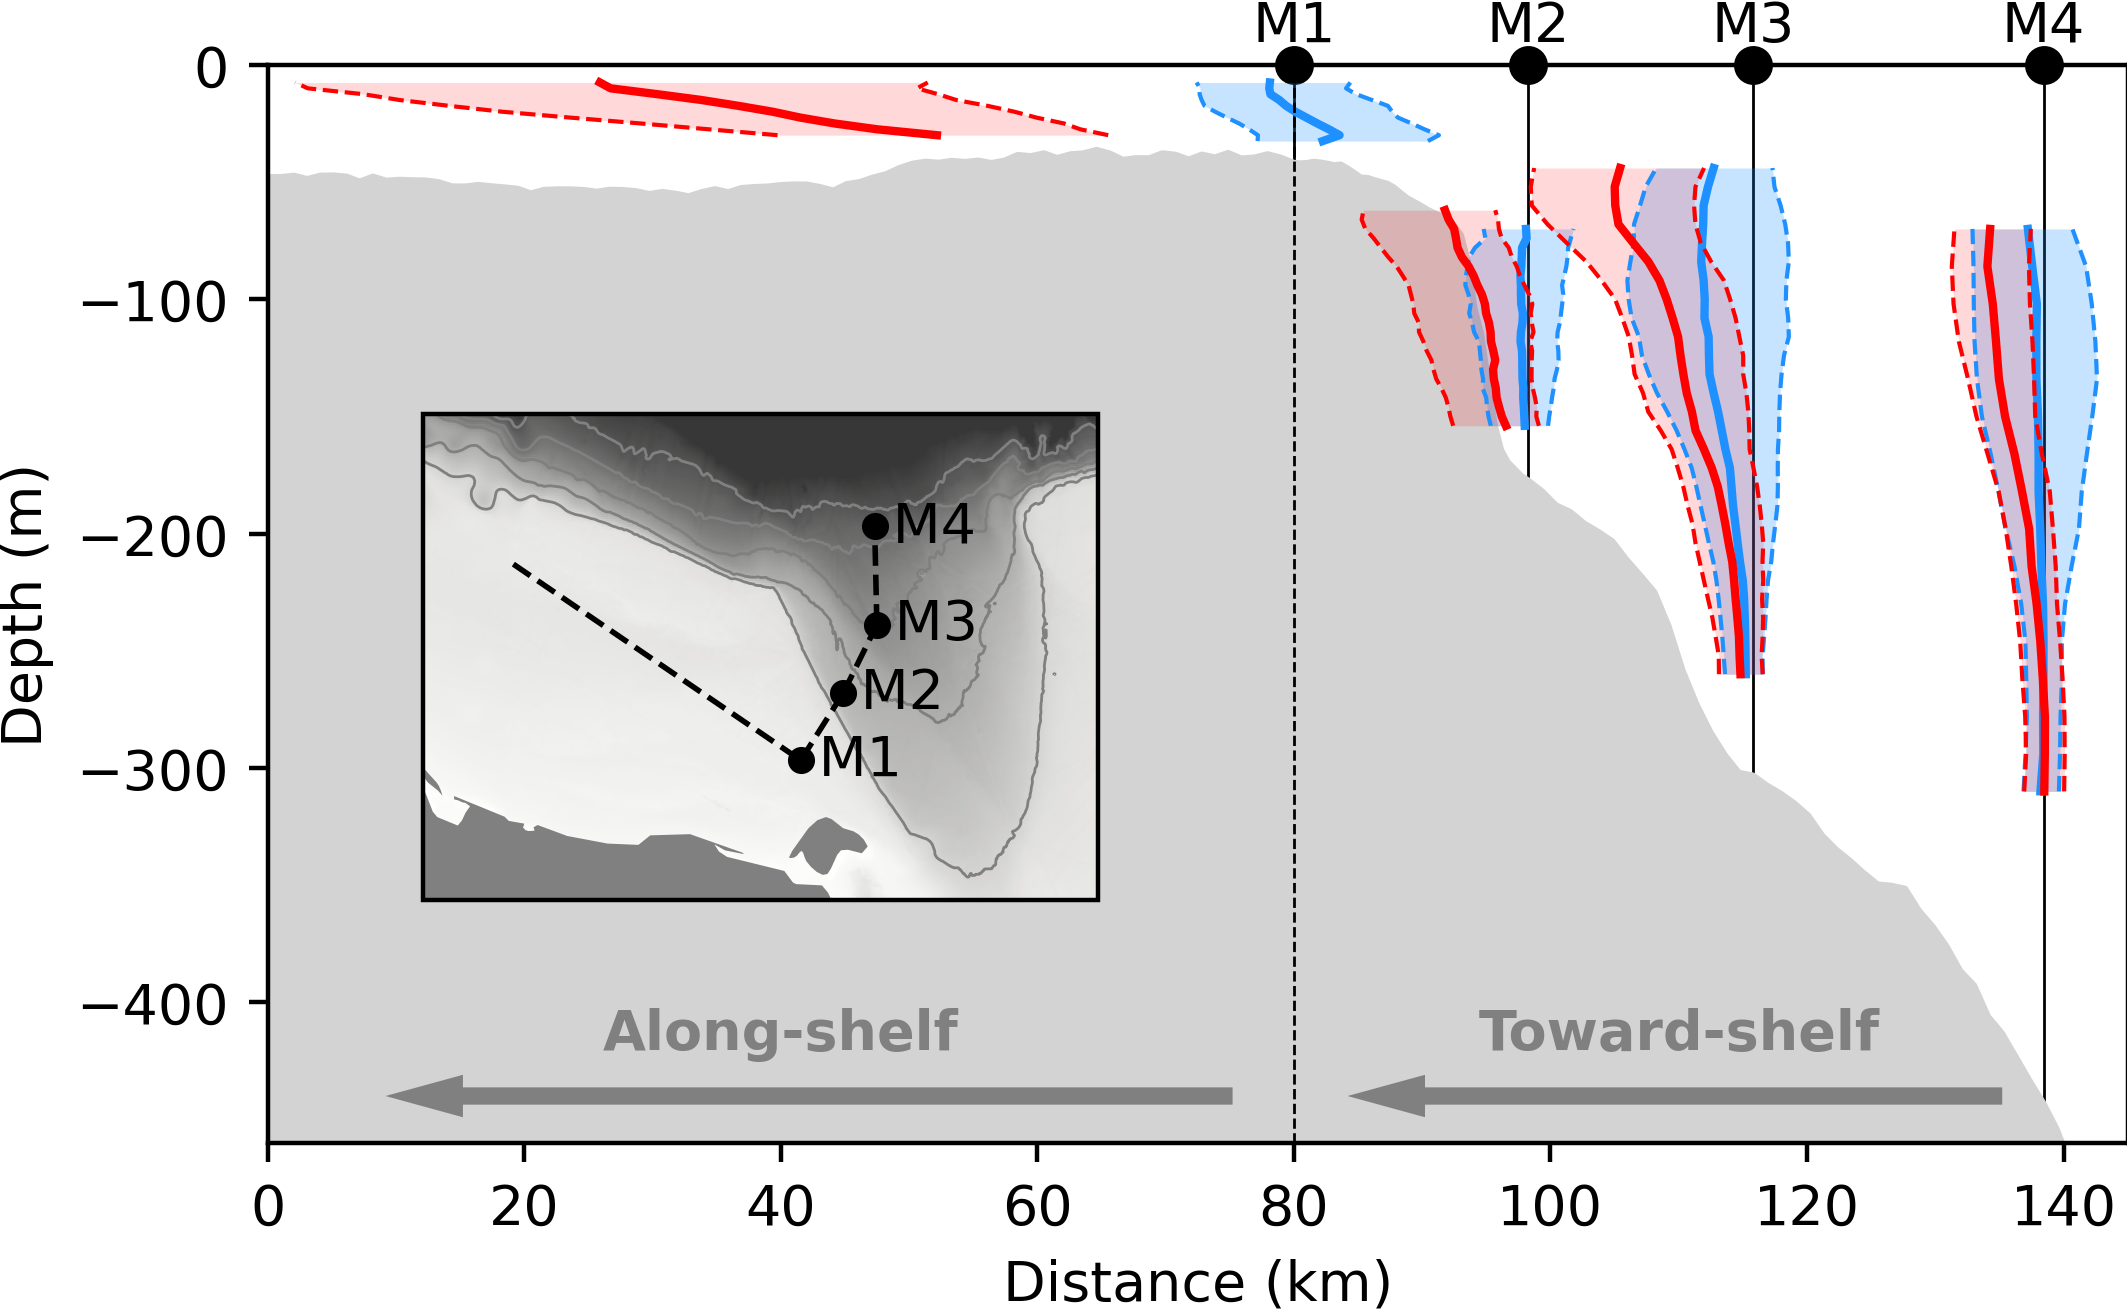 M1 M2 M3 M4
0
−100
−200
−300
−400
Depth (m)
M4
M3
M2
M1
Along-shelf
Toward-shelf
0 20 40 60 80 100 120 140
Distance (km)